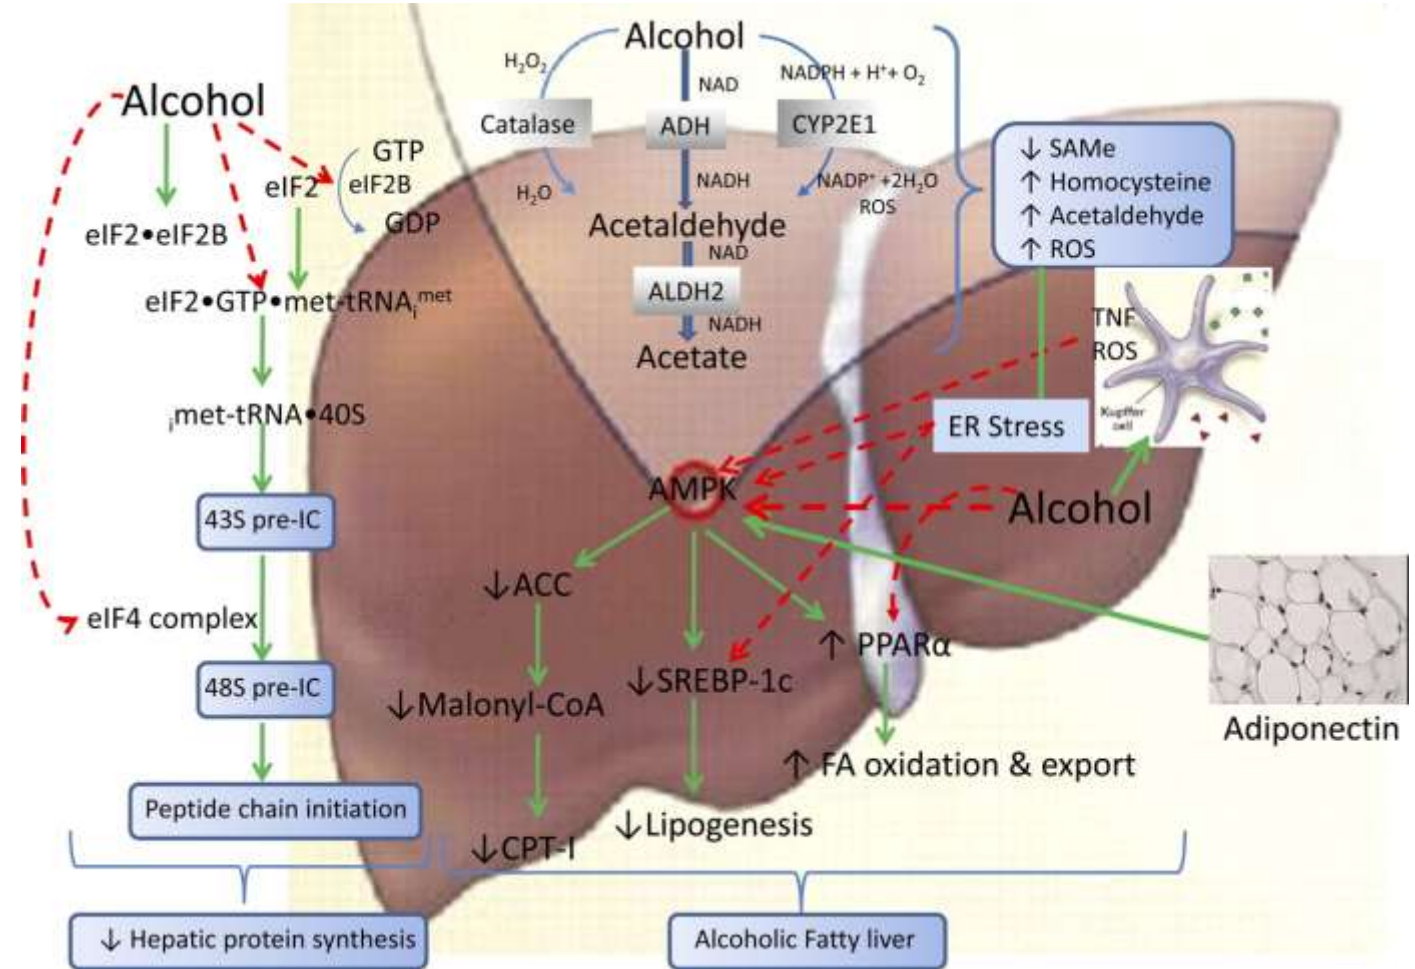 Alcohol
GTP
eIF2
eIF2B
GDP
eIF2•eIF2B
eIF2•GTP•met-tRNAᵢᵐᵉᵗ
ᵢmet-tRNA•40S
43S pre-IC
eIF4 complex
48S pre-IC
Peptide chain initiation
↓ Hepatic protein synthesis
Alcohol
H₂O₂
NAD
NADPH + H⁺+ O₂
Catalase
ADH
CYP2E1
H₂O
NADH
NADP⁺ +2H₂O
ROS
Acetaldehyde
NAD
ALDH2
NADH
Acetate
↓ SAMe
↑ Homocysteine
↑ Acetaldehyde
↑ ROS
TNF
ROS
Kupffer
cell
ER Stress
Alcohol
AMPK
↓ACC
↓Malonyl-CoA
↓CPT-I
↓SREBP-1c
↓Lipogenesis
↑ PPARα
↑ FA oxidation & export
Adiponectin
Alcoholic Fatty liver